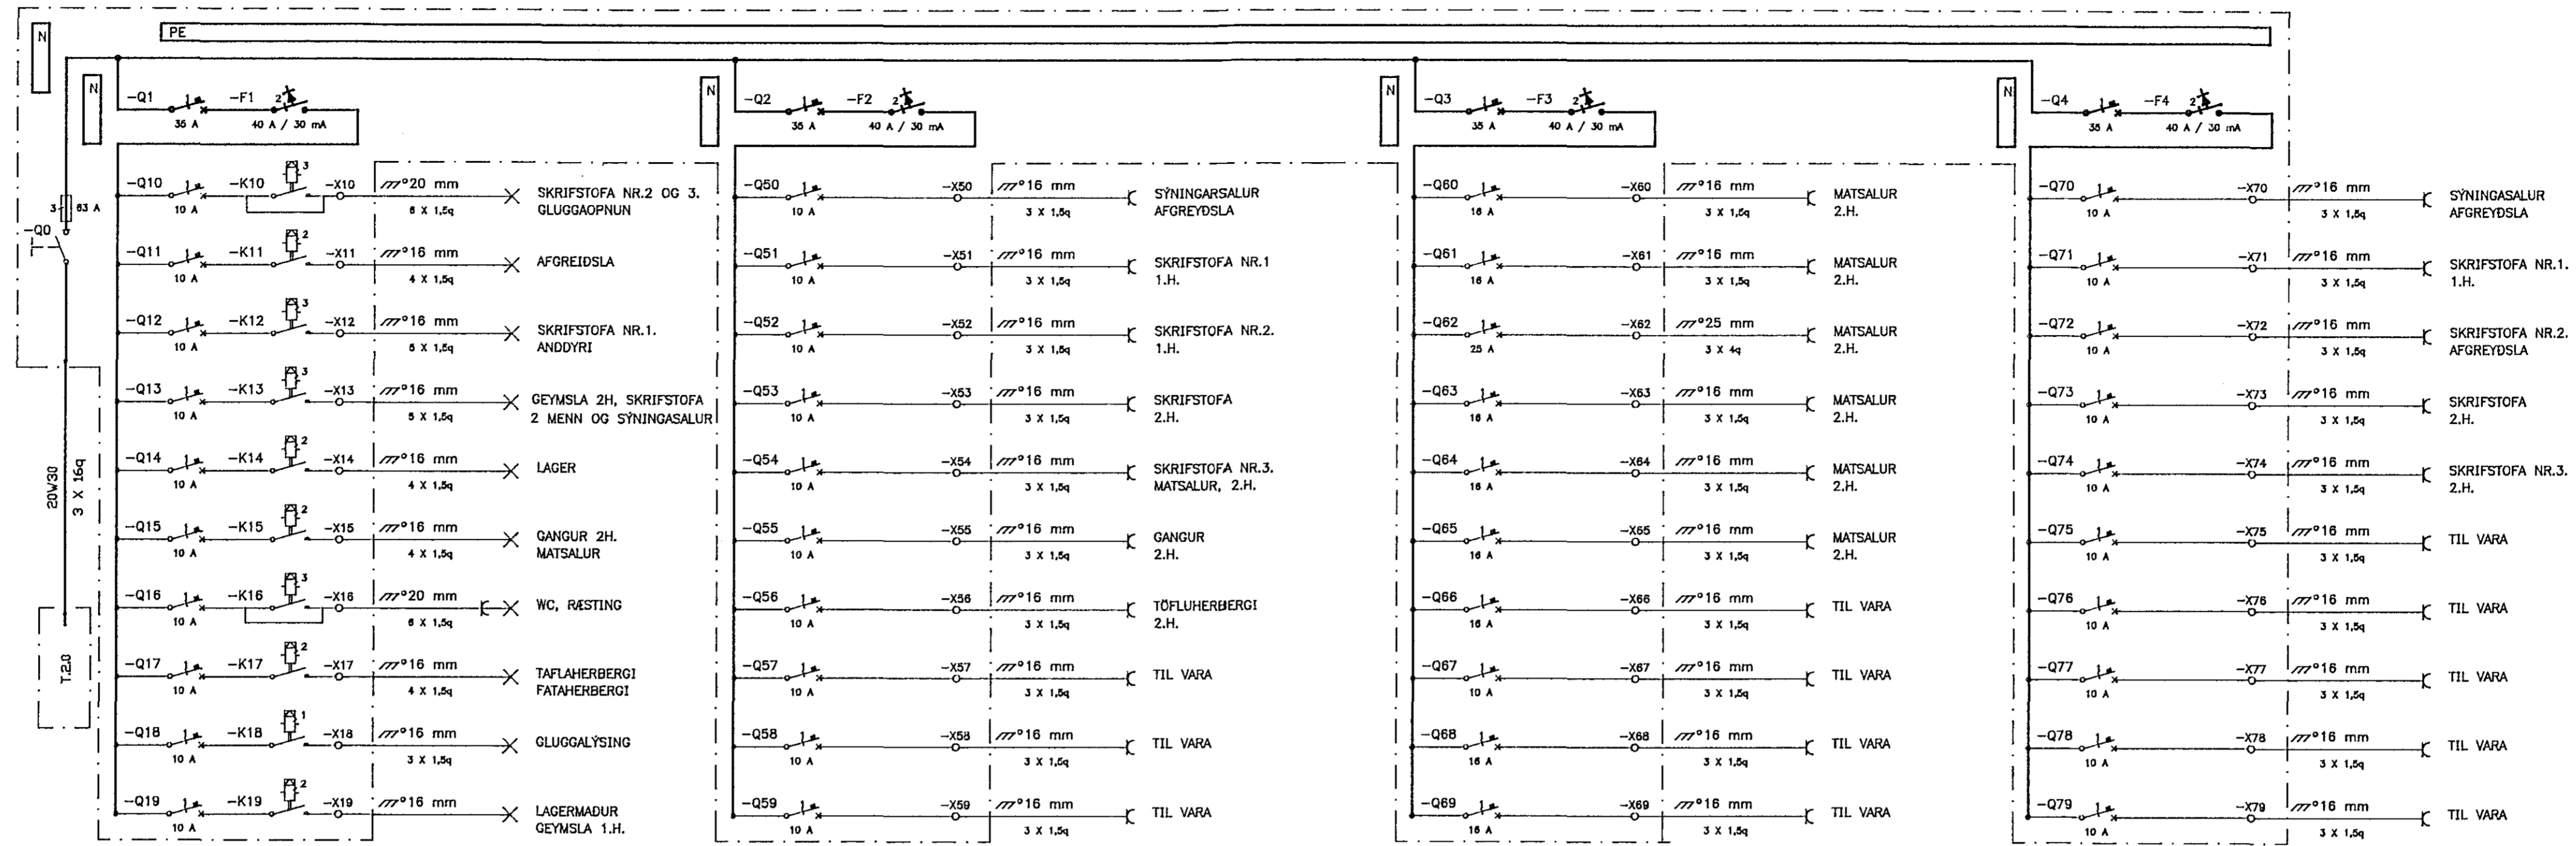 N
PE
3 63 A
-Q0
20W30
3 X 16q
T.2.0
N
-Q1 -F1 2
35 A 40 A / 30 mA
-Q10 -K10 3 -X10 °20 mm SKRIFSTOFA NR.2 OG 3.
10 A 6 X 1,5q GLUGGAOPNUN
-Q11 -K11 2 -X11 °16 mm AFGREIÐSLA
10 A 4 X 1,5q
-Q12 -K12 3 -X12 °16 mm SKRIFSTOFA NR.1.
10 A 5 X 1,5q ANDDYRI
-Q13 -K13 3 -X13 °16 mm GEYMSLA 2H, SKRIFSTOFA
10 A 5 X 1,5q 2 MENN OG SÝNINGASALUR
-Q14 -K14 2 -X14 °16 mm LAGER
10 A 4 X 1,5q
-Q15 -K15 2 -X15 °16 mm GANGUR 2H.
10 A 4 X 1,5q MATSALUR
-Q16 -K16 3 -X16 °20 mm WC, RÆSTING
10 A 6 X 1,5q
-Q17 -K17 2 -X17 °16 mm TAFLAHERBERGI
10 A 4 X 1,5q FATAHERBERGI
-Q18 -K18 1 -X18 °16 mm GLUGGALÝSING
10 A 3 X 1,5q
-Q19 -K19 2 -X19 °16 mm LAGERMAÐUR
10 A 4 X 1,5q GEYMSLA 1.H.
N
-Q2 -F2 2
35 A 40 A / 30 mA
-Q50 -X50 °16 mm SÝNINGARSALUR
10 A 3 X 1,5q AFGREYÐSLA
-Q51 -X51 °16 mm SKRIFSTOFA NR.1
10 A 3 X 1,5q 1.H.
-Q52 -X52 °16 mm SKRIFSTOFA NR.2.
10 A 3 X 1,5q 1.H.
-Q53 -X53 °16 mm SKRIFSTOFA
10 A 3 X 1,5q 2.H.
-Q54 -X54 °16 mm SKRIFSTOFA NR.3.
10 A 3 X 1,5q MATSALUR, 2.H.
-Q55 -X55 °16 mm GANGUR
10 A 3 X 1,5q 2.H.
-Q56 -X56 °16 mm TÖFLUHERBERGI
10 A 3 X 1,5q 2.H.
-Q57 -X57 °16 mm TIL VARA
10 A 3 X 1,5q
-Q58 -X58 °16 mm TIL VARA
10 A 3 X 1,5q
-Q59 -X59 °16 mm TIL VARA
10 A 3 X 1,5q
N
-Q3 -F3 2
35 A 40 A / 30 mA
-Q60 -X60 °16 mm MATSALUR
16 A 3 X 1,5q 2.H.
-Q61 -X61 °16 mm MATSALUR
16 A 3 X 1,5q 2.H.
-Q62 -X62 °25 mm MATSALUR
25 A 3 X 4q 2.H.
-Q63 -X63 °16 mm MATSALUR
16 A 3 X 1,5q 2.H.
-Q64 -X64 °16 mm MATSALUR
16 A 3 X 1,5q 2.H.
-Q65 -X65 °16 mm MATSALUR
16 A 3 X 1,5q 2.H.
-Q66 -X66 °16 mm TIL VARA
16 A 3 X 1,5q
-Q67 -X67 °16 mm TIL VARA
10 A 3 X 1,5q
-Q68 -X68 °16 mm TIL VARA
16 A 3 X 1,5q
-Q69 -X69 °16 mm TIL VARA
16 A 3 X 1,5q
N
-Q4 -F4 2
35 A 40 A / 30 mA
-Q70 -X70 °16 mm SÝNINGASALUR
10 A 3 X 1,5q AFGREYÐSLA
-Q71 -X71 °16 mm SKRIFSTOFA NR.1.
10 A 3 X 1,5q 1.H.
-Q72 -X72 °16 mm SKRIFSTOFA NR.2.
10 A 3 X 1,5q AFGREYÐSLA
-Q73 -X73 °16 mm SKRIFSTOFA
10 A 3 X 1,5q 2.H.
-Q74 -X74 °16 mm SKRIFSTOFA NR.3.
10 A 3 X 1,5q 2.H.
-Q75 -X75 °16 mm TIL VARA
10 A 3 X 1,5q
-Q76 -X76 °16 mm TIL VARA
10 A 3 X 1,5q
-Q77 -X77 °16 mm TIL VARA
10 A 3 X 1,5q
-Q78 -X78 °16 mm TIL VARA
10 A 3 X 1,5q
-Q79 -X79 °16 mm TIL VARA
10 A 3 X 1,5q